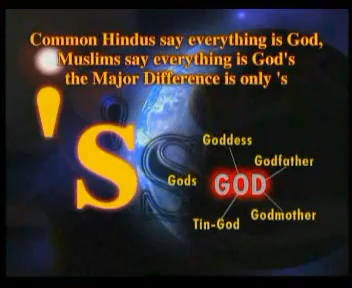 Common Hindus say everything is God,
Muslims say everything is God's
the Major Difference is only 's
's
Goddess
Godfather
Gods
GOD
Godmother
Tin-God